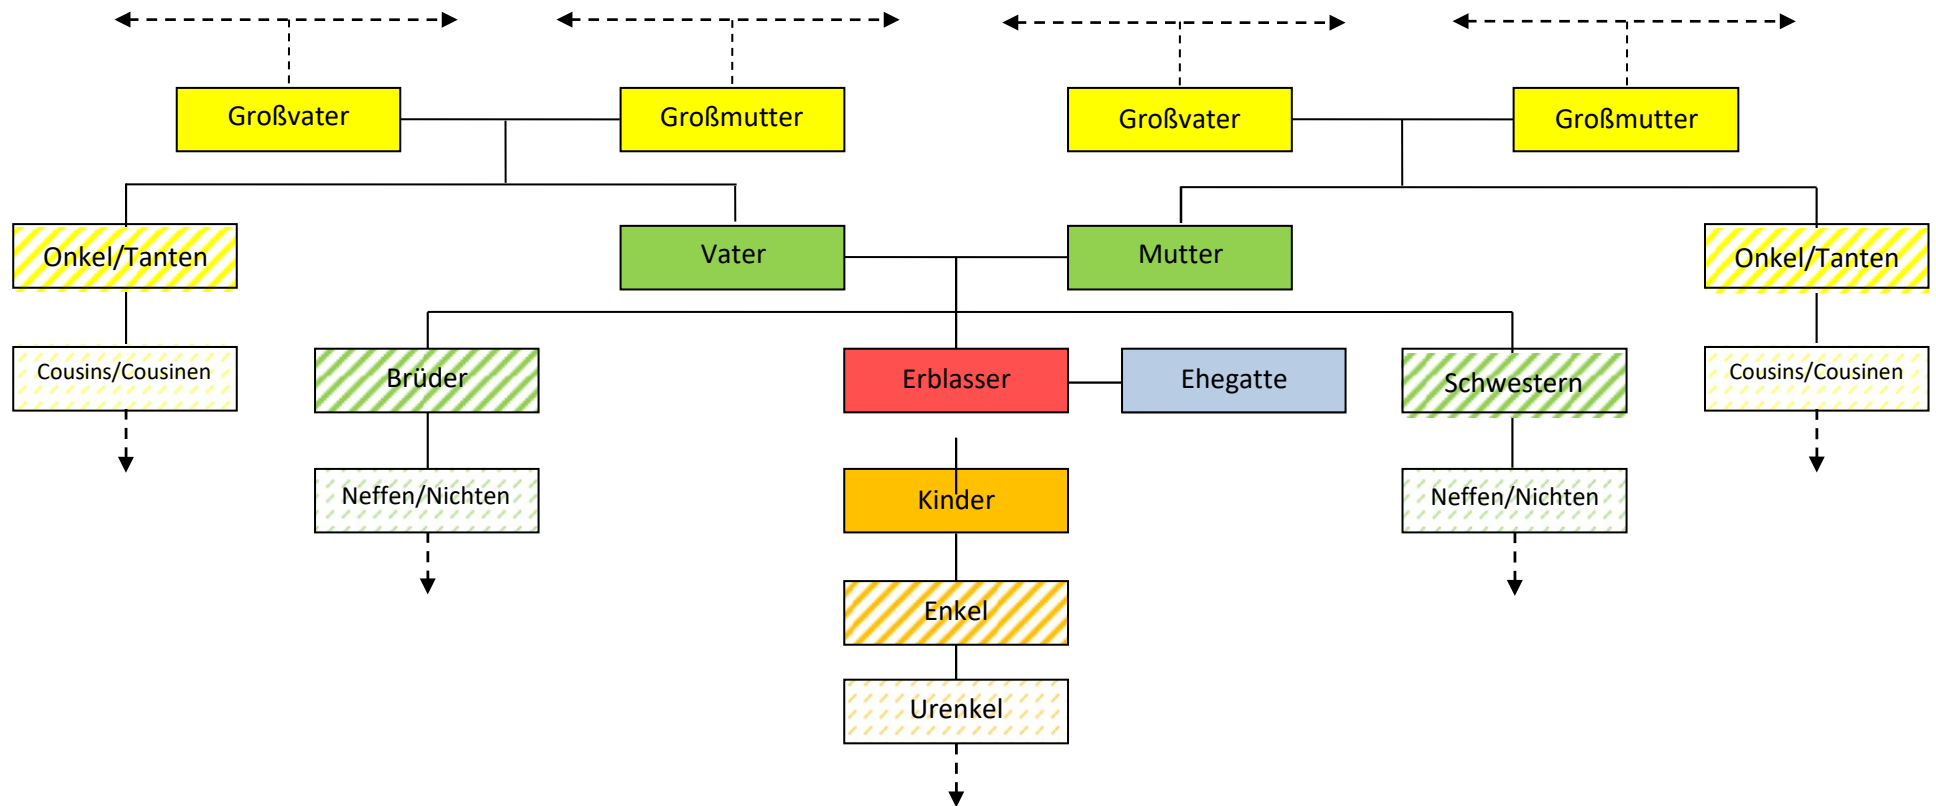 Großvater
Großmutter
Großvater
Großmutter
Onkel/Tanten
Vater
Mutter
Onkel/Tanten
Cousins/Cousinen
Brüder
Erblasser
Ehegatte
Schwestern
Cousins/Cousinen
Neffen/Nichten
Kinder
Neffen/Nichten
Enkel
Urenkel